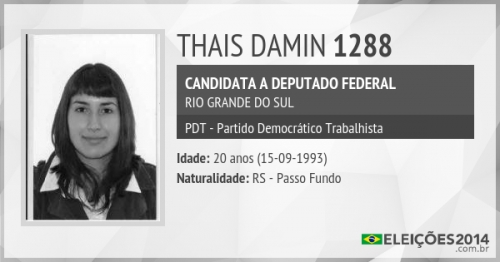 THAIS DAMIN 1288
CANDIDATA A DEPUTADO FEDERAL
RIO GRANDE DO SUL
PDT - Partido Democrático Trabalhista
Idade: 20 anos (15-09-1993)
Naturalidade: RS - Passo Fundo
ELEIÇÕES2014
.com.br